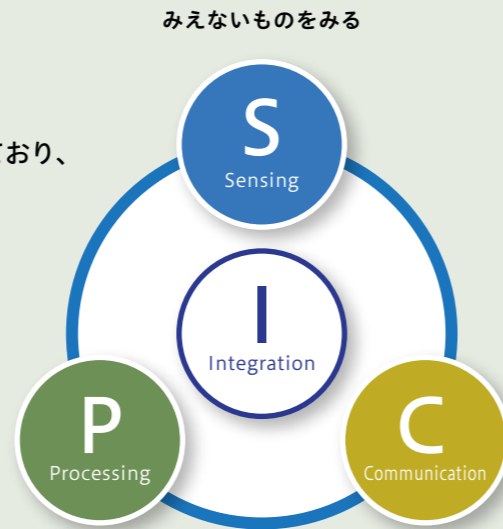 みえないものをみる
おり、
S
Sensing
I
Integration
P
Processing
C
Communication